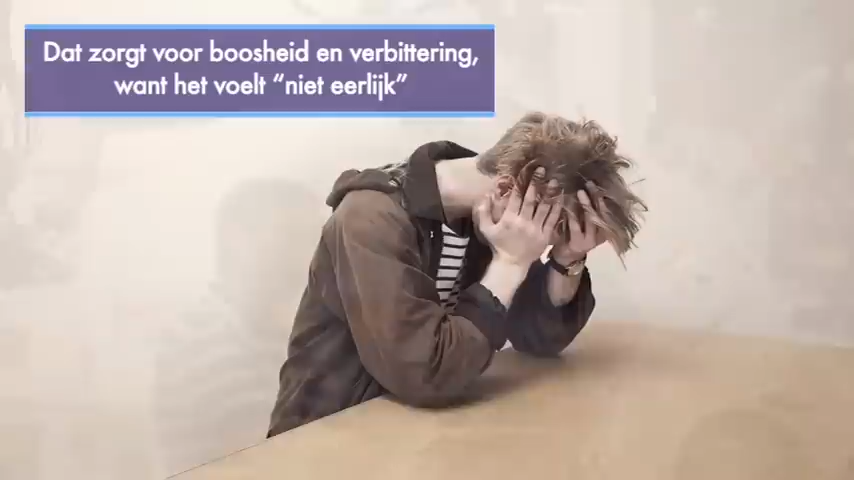 Dat zorgt voor boosheid en verbittering,
want het voelt “niet eerlijk”